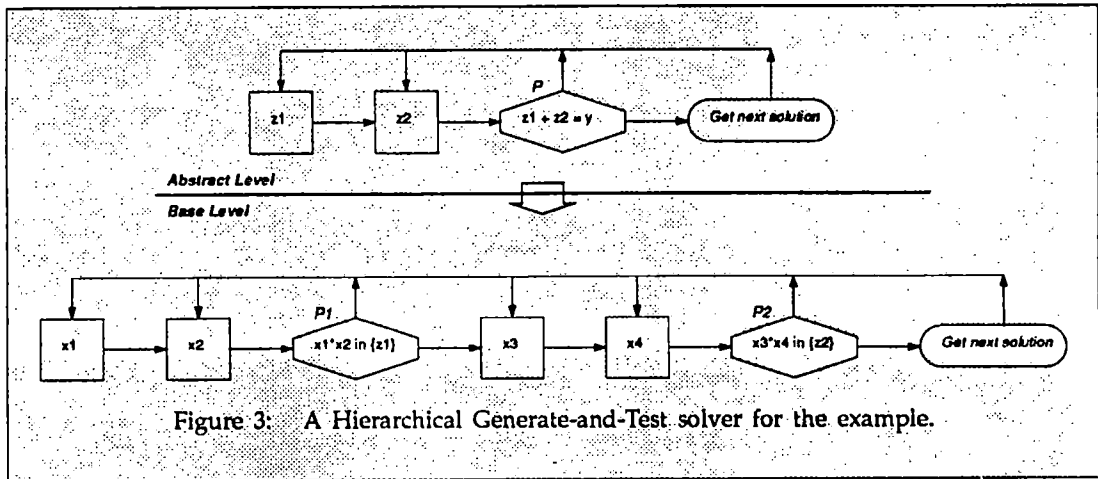 P
z1
z2
z1 + z2 = y
Get next solution
Abstract Level
Base Level
P1
P2
x1
x2
x1*x2 in {z1}
x3
x4
x3*x4 in {z2}
Get next solution
Figure 3: A Hierarchical Generate-and-Test solver for the example.